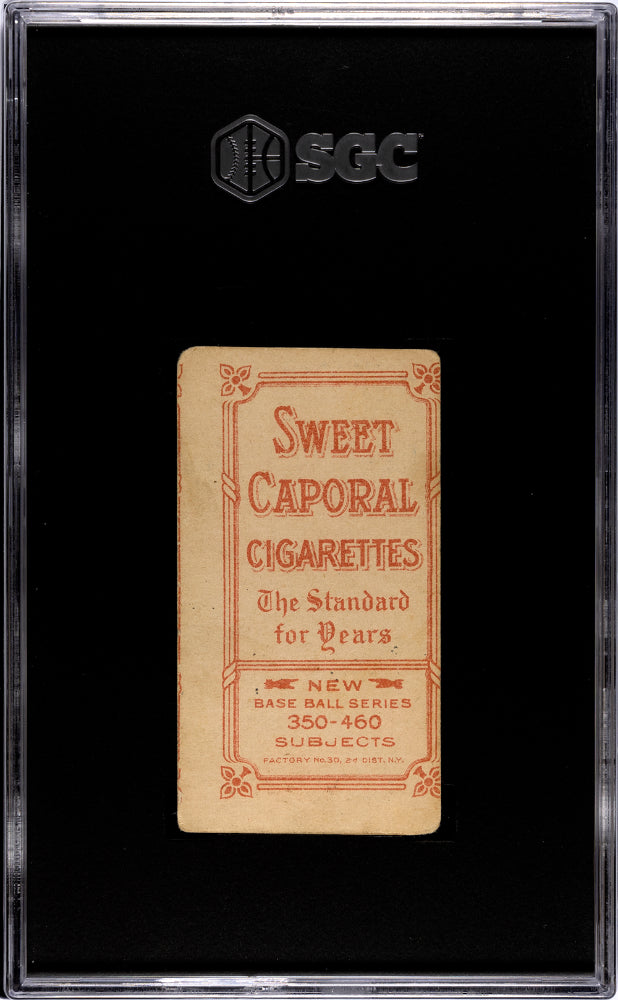 SGC
SWEET
CAPORAL
CIGARETTES
The Standard
for Years
NEW
BASE BALL SERIES
350-460
SUBJECTS
FACTORY No. 30, 2d DIST. N.Y.